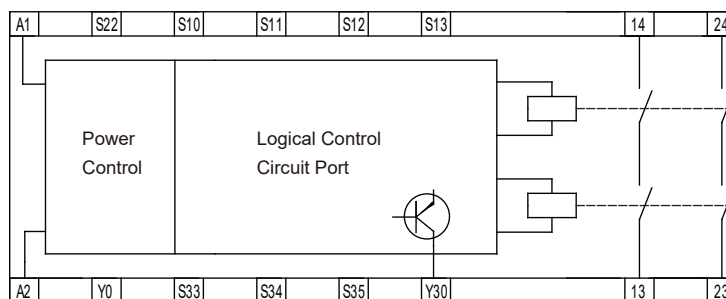 A1 S22 S10 S11 S12 S13 14 24
Power
Control
Logical Control
Circuit Port
A2 Y0 S33 S34 S35 Y30 13 23